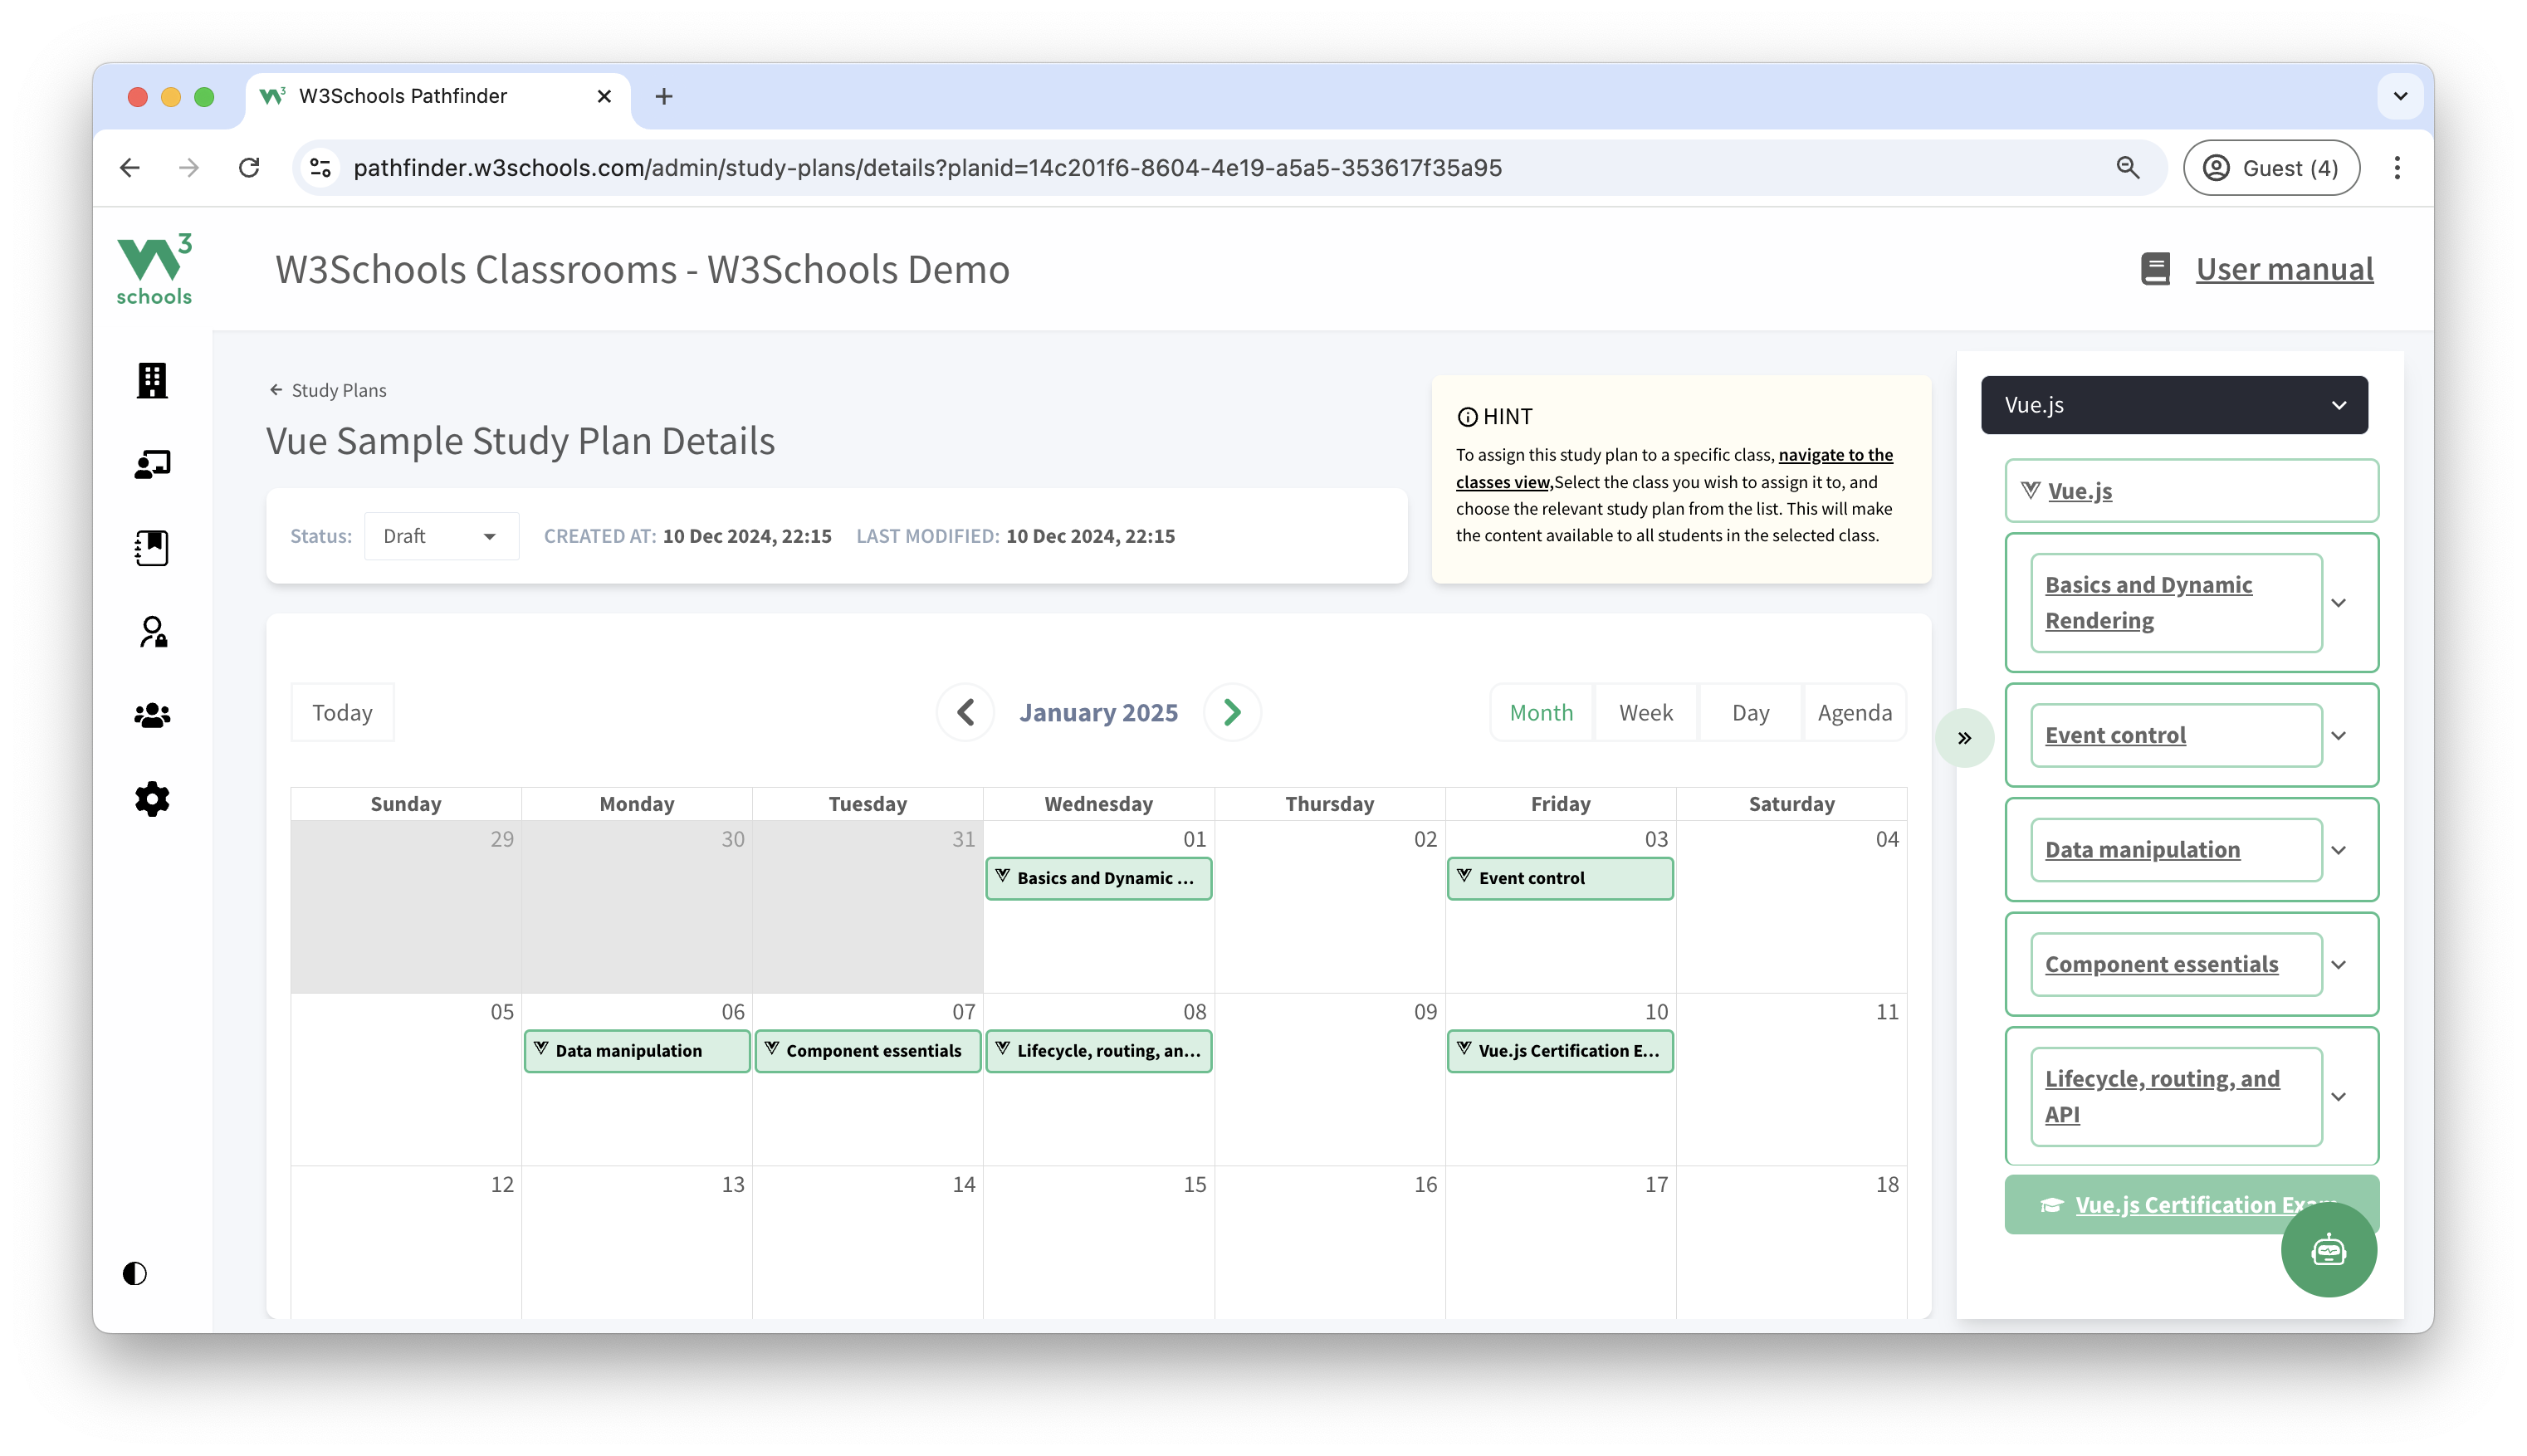 W3Schools Pathfinder
pathfinder.w3schools.com/admin/study-plans/details?planid=14c201f6-8604-4e19-a5a5-353617f35a95
Guest (4)
W3
schools
W3Schools Classrooms - W3Schools Demo
User manual
Study Plans
Vue Sample Study Plan Details
Status: Draft CREATED AT: 10 Dec 2024, 22:15 LAST MODIFIED: 10 Dec 2024, 22:15
HINT
To assign this study plan to a specific class, navigate to the
classes view,Select the class you wish to assign it to, and
choose the relevant study plan from the list. This will make
the content available to all students in the selected class.
Today
January 2025
Month Week Day Agenda
Sunday Monday Tuesday Wednesday Thursday Friday Saturday
29 30 31 01 02 03 04
Basics and Dynamic ... Event control
05 06 07 08 09 10 11
Data manipulation Component essentials Lifecycle, routing, an... Vue.js Certification E...
12 13 14 15 16 17 18
Vue.js
Vue.js
Basics and Dynamic
Rendering
Event control
Data manipulation
Component essentials
Lifecycle, routing, and
API
Vue.js Certification Exam